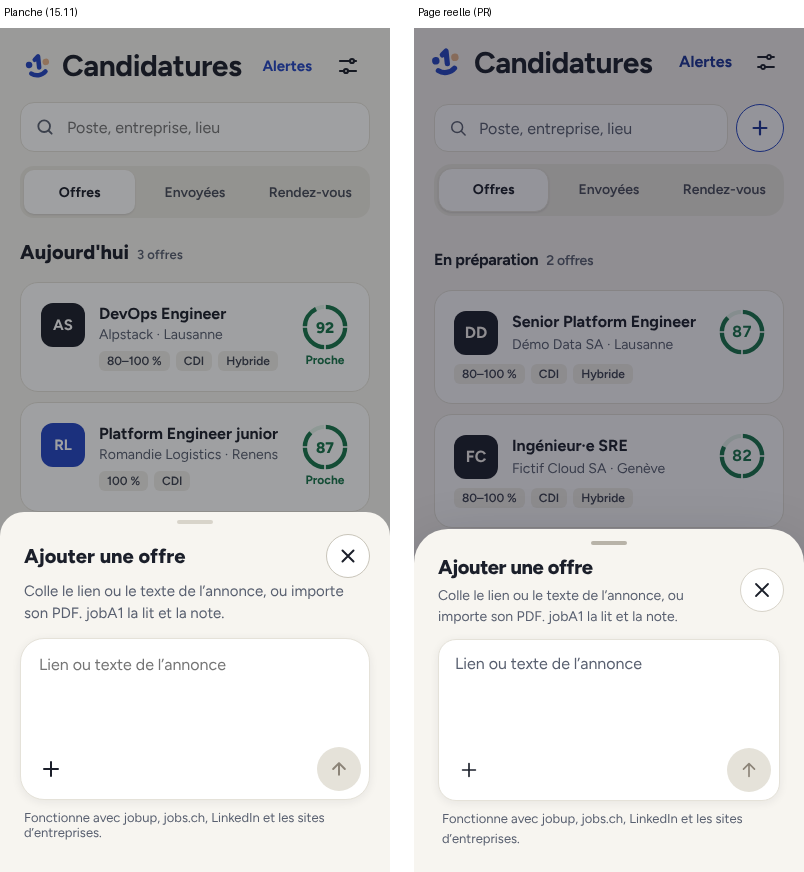 Planche (15.11)
Candidatures
Alertes
Poste, entreprise, lieu
Offres
Envoyées
Rendez-vous
Aujourd'hui 3 offres
AS
DevOps Engineer
Alpstack · Lausanne
80–100 %
CDI
Hybride
92
Proche
RL
Platform Engineer junior
Romandie Logistics · Renens
100 %
CDI
87
Proche
Ajouter une offre
Colle le lien ou le texte de l’annonce, ou importe
son PDF. jobA1 la lit et la note.
Lien ou texte de l’annonce
Fonctionne avec jobup, jobs.ch, LinkedIn et les sites
d’entreprises.
Page reelle (PR)
Candidatures
Alertes
Poste, entreprise, lieu
Offres
Envoyées
Rendez-vous
En préparation 2 offres
DD
Senior Platform Engineer
Démo Data SA · Lausanne
80–100 %
CDI
Hybride
87
FC
Ingénieur·e SRE
Fictif Cloud SA · Genève
80–100 %
CDI
Hybride
82
Ajouter une offre
Colle le lien ou le texte de l’annonce, ou
importe son PDF. jobA1 la lit et la note.
Lien ou texte de l’annonce
Fonctionne avec jobup, jobs.ch, LinkedIn et les sites
d’entreprises.